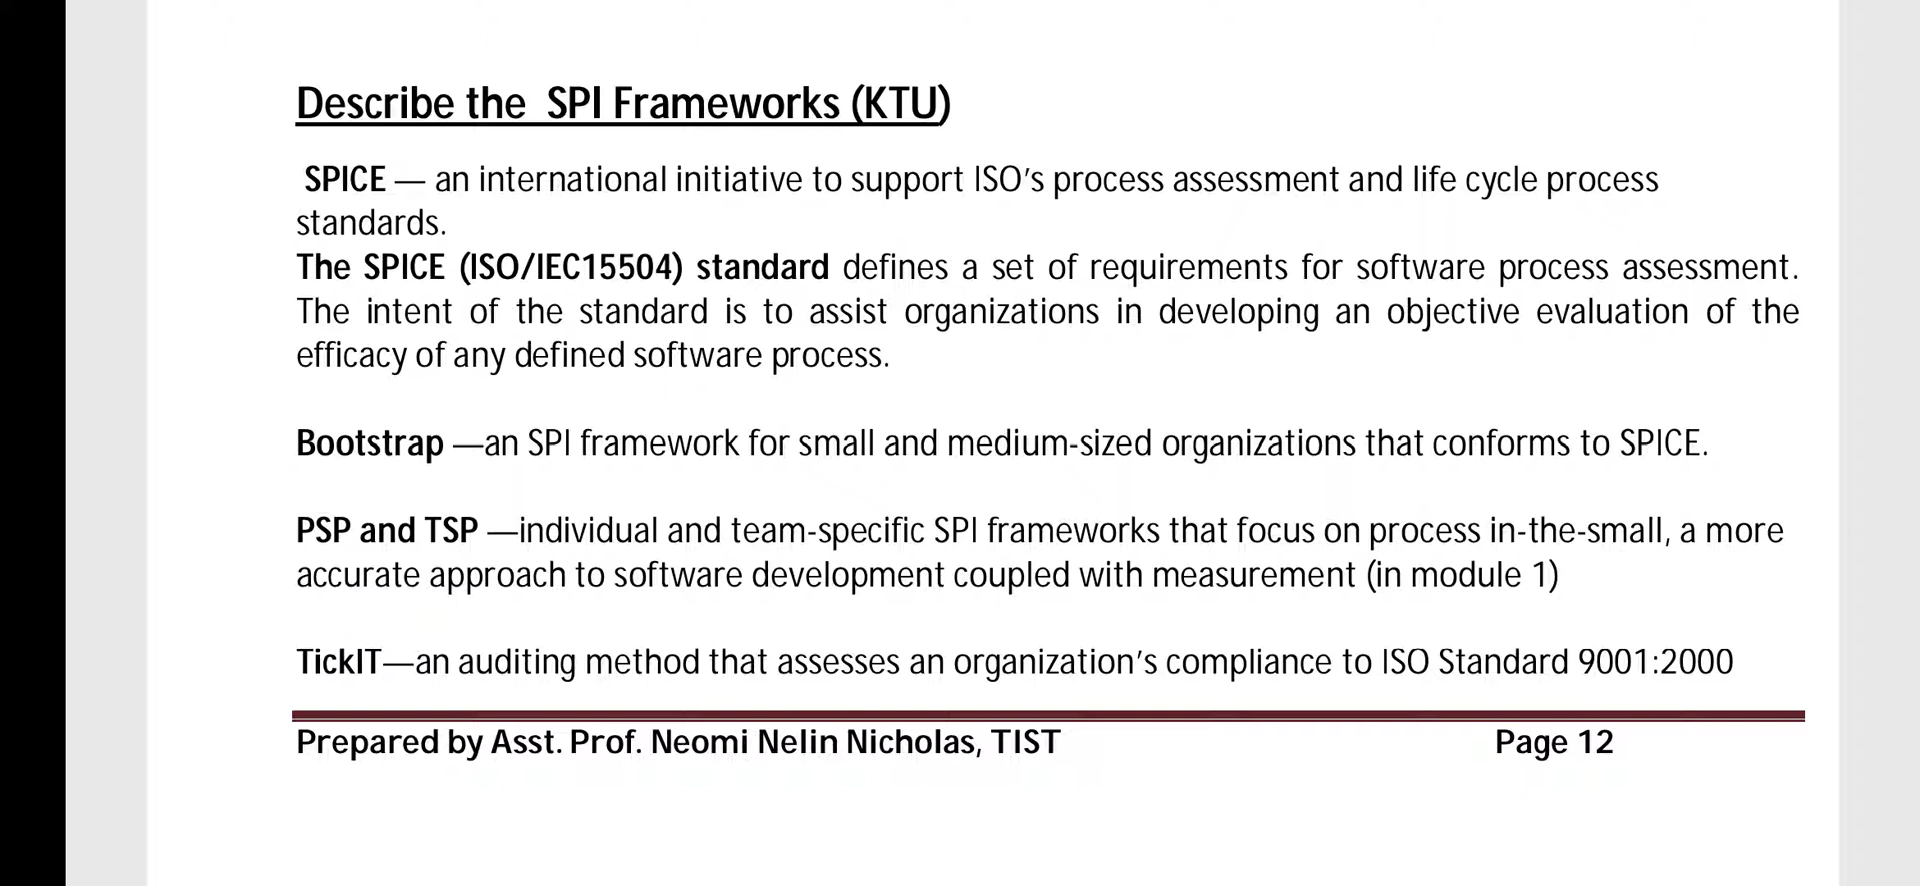 Describe the  SPI Frameworks (KTU)
SPICE — an international initiative to support ISO’s process assessment and life cycle process
standards.
The SPICE (ISO/IEC15504) standard defines a set of requirements for software process assessment.
The intent of the standard is to assist organizations in developing an objective evaluation of the
efficacy of any defined software process.
Bootstrap —an SPI framework for small and medium-sized organizations that conforms to SPICE.
PSP and TSP —individual and team-specific SPI frameworks that focus on process in-the-small, a more
accurate approach to software development coupled with measurement (in module 1)
TickIT—an auditing method that assesses an organization’s compliance to ISO Standard 9001:2000
Prepared by Asst. Prof. Neomi Nelin Nicholas, TIST Page 12